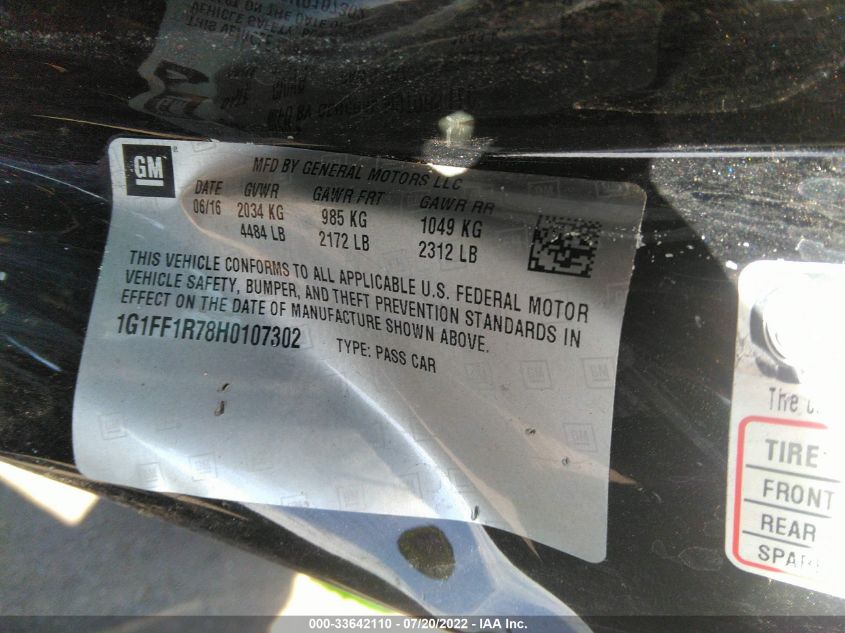 GM
MFD BY GENERAL MOTORS LLC
DATE GVWR GAWR FRT GAWR RR
06/16 2034 KG 985 KG 1049 KG
4484 LB 2172 LB 2312 LB
THIS VEHICLE CONFORMS TO ALL APPLICABLE U.S. FEDERAL MOTOR
VEHICLE SAFETY, BUMPER, AND THEFT PREVENTION STANDARDS IN
EFFECT ON THE DATE OF MANUFACTURE SHOWN ABOVE.
1G1FF1R78H0107302 TYPE: PASS CAR
The
TIRE
FRONT
REAR
000-33642110 - 07/20/2022 - IAA Inc.